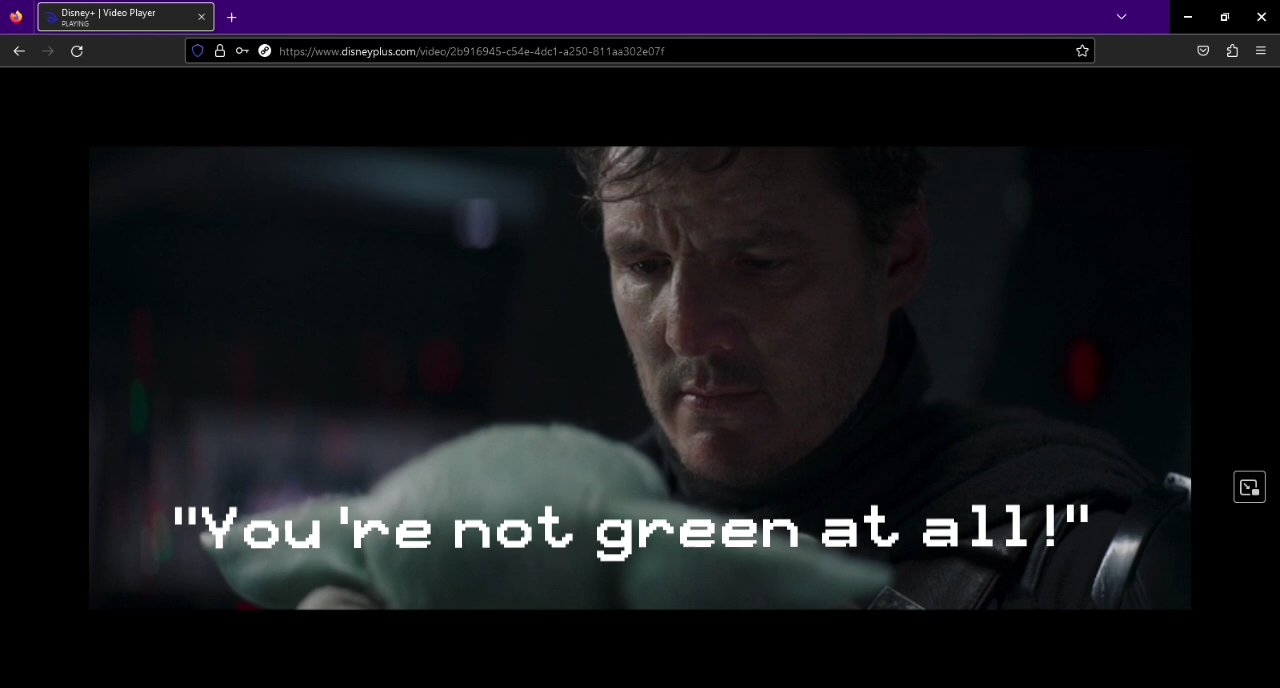 Disney+ | Video Player
PLAYING
https://www.disneyplus.com/video/2b916945-c54e-4dc1-a250-811aa302e07f
"You're not green at all!"